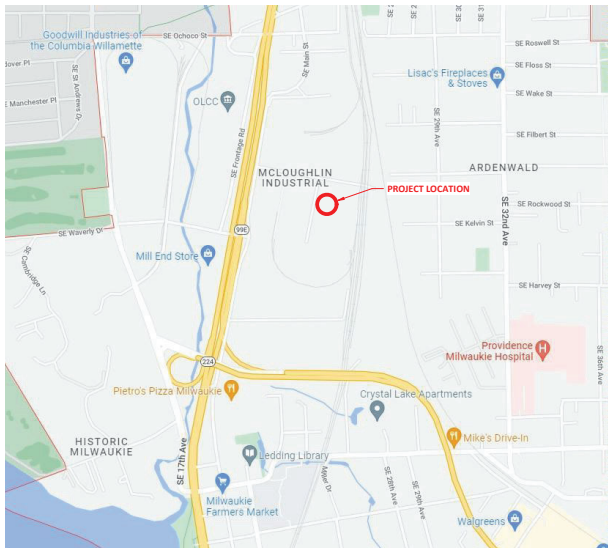 SE Ochoco St
Goodwill Industries of
the Columbia Willamette
SE Main St
SE Roswell St
SE Floss St
Lisac's Fireplaces
& Stoves
SE Wake St
SE St Andrews Dr
E Manchester Pl
OLCC
SE Frontage Rd
SE 29th Ave
SE Filbert St
MCLOUGHLIN
INDUSTRIAL
ARDENWALD
PROJECT LOCATION
SE 32nd Ave
SE Rockwood St
SE Kelvin St
99E
SE Waverly Dr
Mill End Store
SE Cambridge Ln
SE Harvey St
224
Providence
Milwaukie Hospital
SE 36th Ave
Pietro's Pizza Milwaukie
Crystal Lake Apartments
HISTORIC
MILWAUKIE
SE 17th Ave
Mike's Drive-In
Ledding Library
SE 28th Ave
SE 29th Ave
Milwaukie
Farmers Market
Walgreens